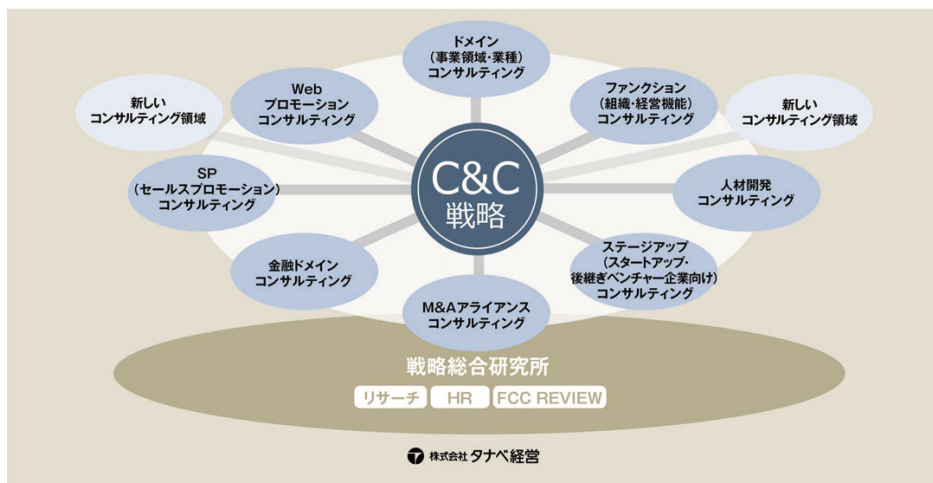 ドメイン
(事業領域・業種)
コンサルティング
Web
プロモーション
コンサルティング
ファンクション
(組織・経営機能)
コンサルティング
新しい
コンサルティング領域
新しい
コンサルティング領域
C&C
戦略
SP
(セールスプロモーション)
コンサルティング
人材開発
コンサルティング
金融ドメイン
コンサルティング
ステージアップ
(スタートアップ・
後継ぎベンチャー企業向け)
コンサルティング
M&Aアライアンス
コンサルティング
戦略総合研究所
リサーチ HR FCC REVIEW
株式会社 タナベ経営